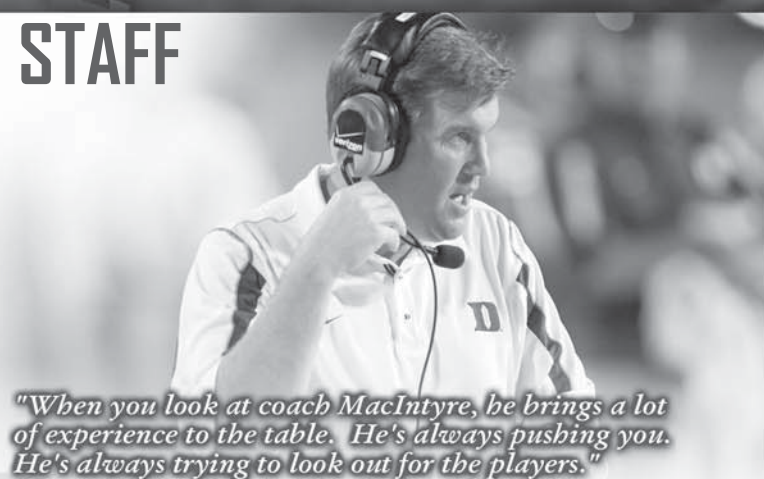 STAFF
verizon
D
"When you look at coach MacIntyre, he brings a lot
of experience to the table.  He's always pushing you.
He's always trying to look out for the players."